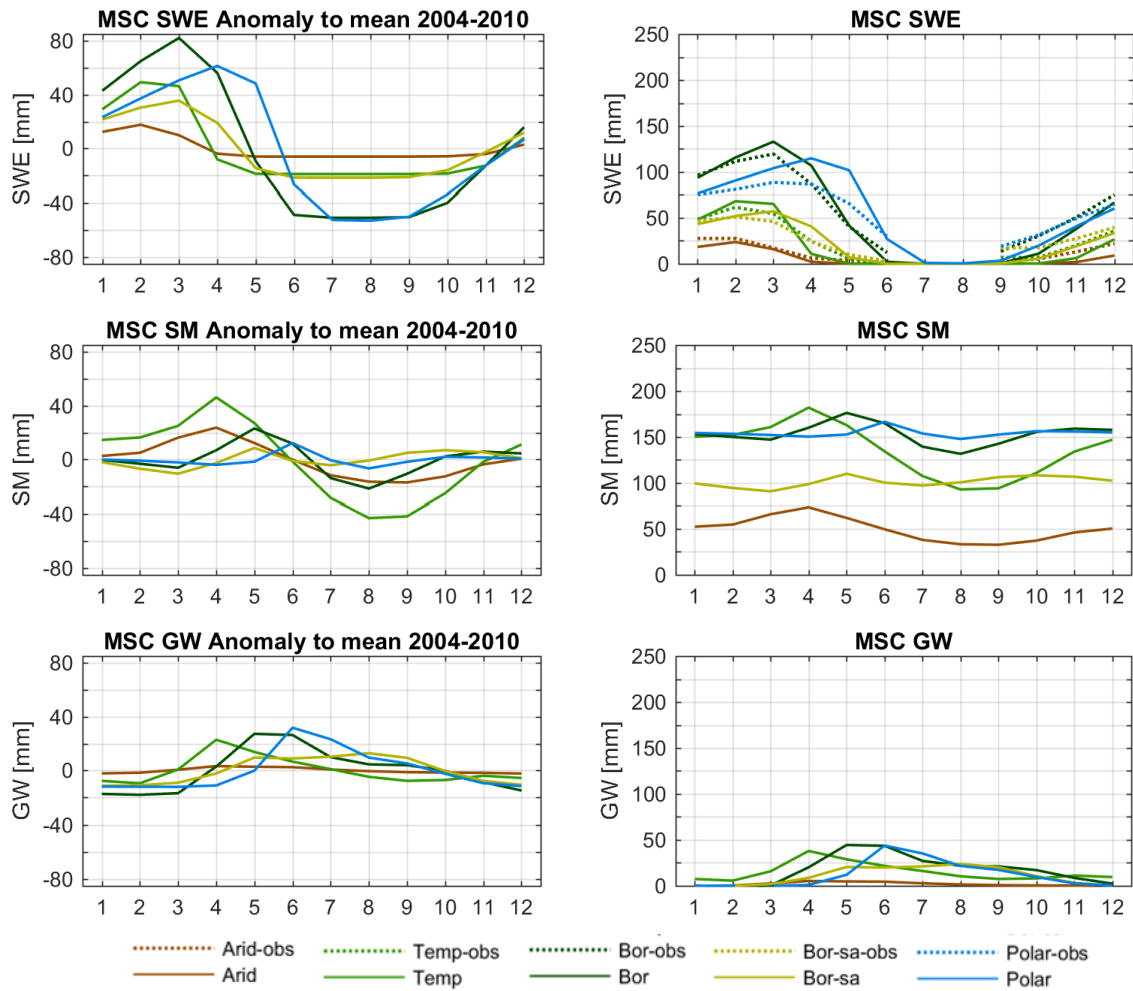 MSC SWE Anomaly to mean 2004-2010
80
40
0
-40
-80
SWE [mm]
1 2 3 4 5 6 7 8 9 10 11 12
MSC SWE
250
200
150
100
50
0
SWE [mm]
1 2 3 4 5 6 7 8 9 10 11 12
MSC SM Anomaly to mean 2004-2010
80
40
0
-40
-80
SM [mm]
1 2 3 4 5 6 7 8 9 10 11 12
MSC SM
250
200
150
100
50
0
SM [mm]
1 2 3 4 5 6 7 8 9 10 11 12
MSC GW Anomaly to mean 2004-2010
80
40
0
-40
-80
GW [mm]
1 2 3 4 5 6 7 8 9 10 11 12
MSC GW
250
200
150
100
50
0
GW [mm]
1 2 3 4 5 6 7 8 9 10 11 12
Arid-obs Temp-obs Bor-obs Bor-sa-obs Polar-obs
Arid Temp Bor Bor-sa Polar